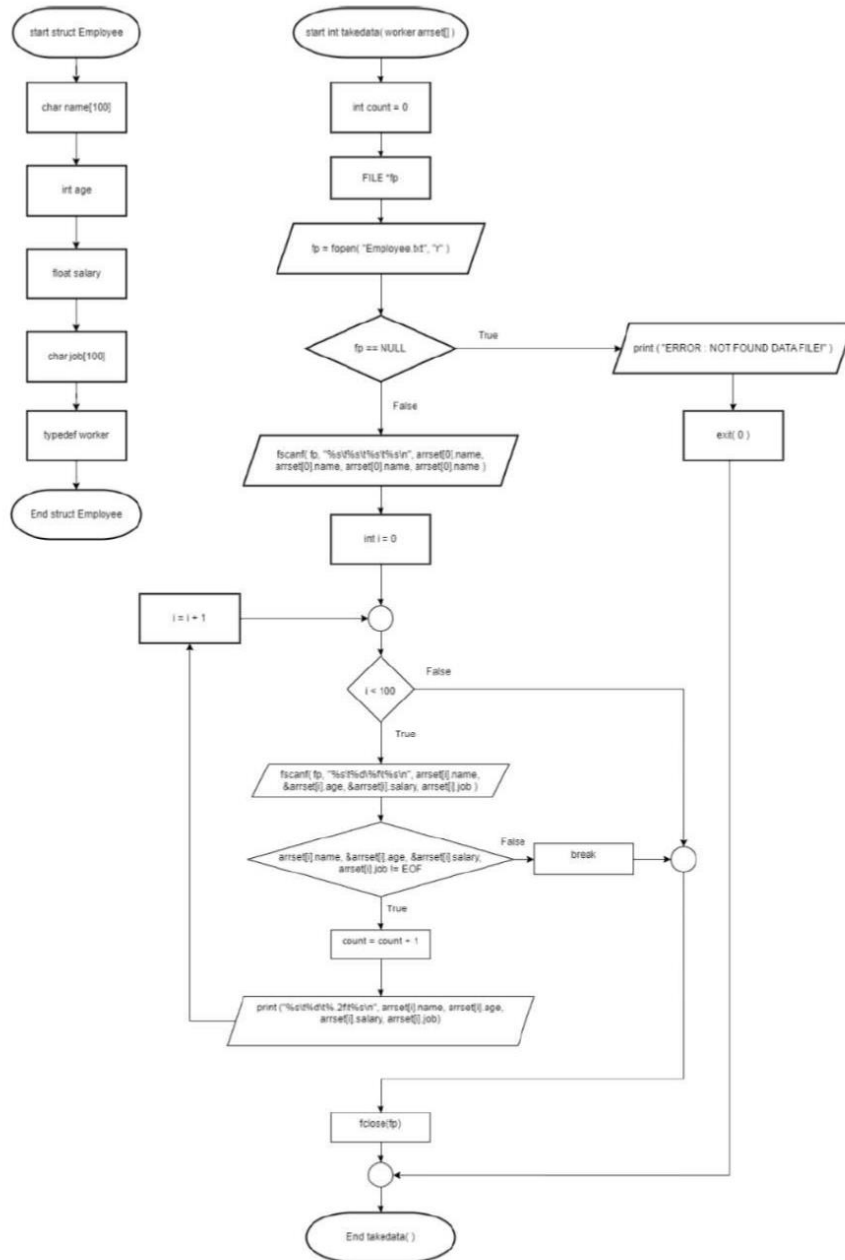 start struct Employee
char name[100]
int age
float salary
char job[100]
typedef worker
End struct Employee
start int takedata( worker arrset[] )
int count = 0
FILE *fp
fp = fopen( "Employee.txt", "r" )
fp == NULL
True
print ( "ERROR : NOT FOUND DATA FILE!" )
exit( 0 )
False
fscanf( fp, "%s\t%s\t%s\t%s\n", arrset[0].name,
arrset[0].name, arrset[0].name, arrset[0].name )
int i = 0
i = i + 1
i < 100
False
True
fscanf( fp, "%s\t%d\%f\t%s\n", arrset[i].name,
&arrset[i].age, &arrset[i].salary, arrset[i].job )
arrset[i].name, &arrset[i].age, &arrset[i].salary,
arrset[i].job != EOF
False
break
True
count = count + 1
print ("%s\t%d\t%.2f\t%s\n", arrset[i].name, arrset[i].age,
arrset[i].salary, arrset[i].job)
fclose(fp)
End takedata( )